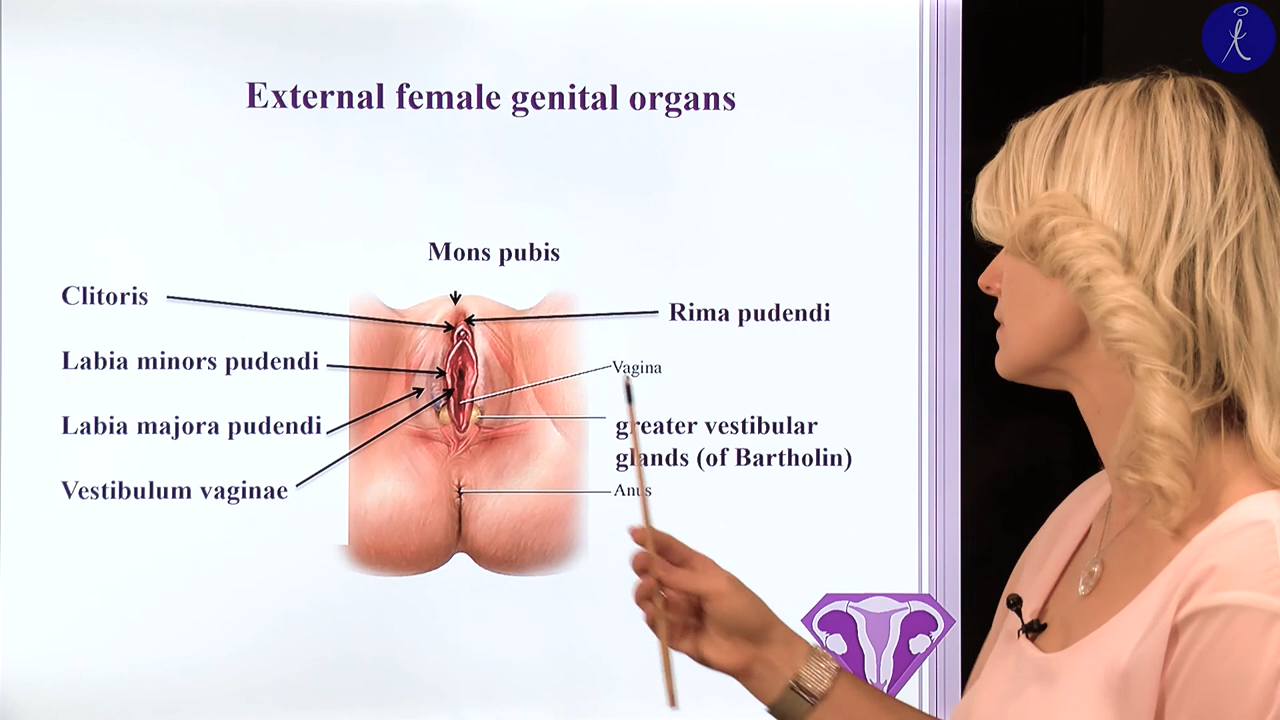 External female genital organs
Mons pubis
Clitoris
Rima pudendi
Labia minors pudendi
Vagina
Labia majora pudendi
greater vestibular
glands (of Bartholin)
Vestibulum vaginae
Anus